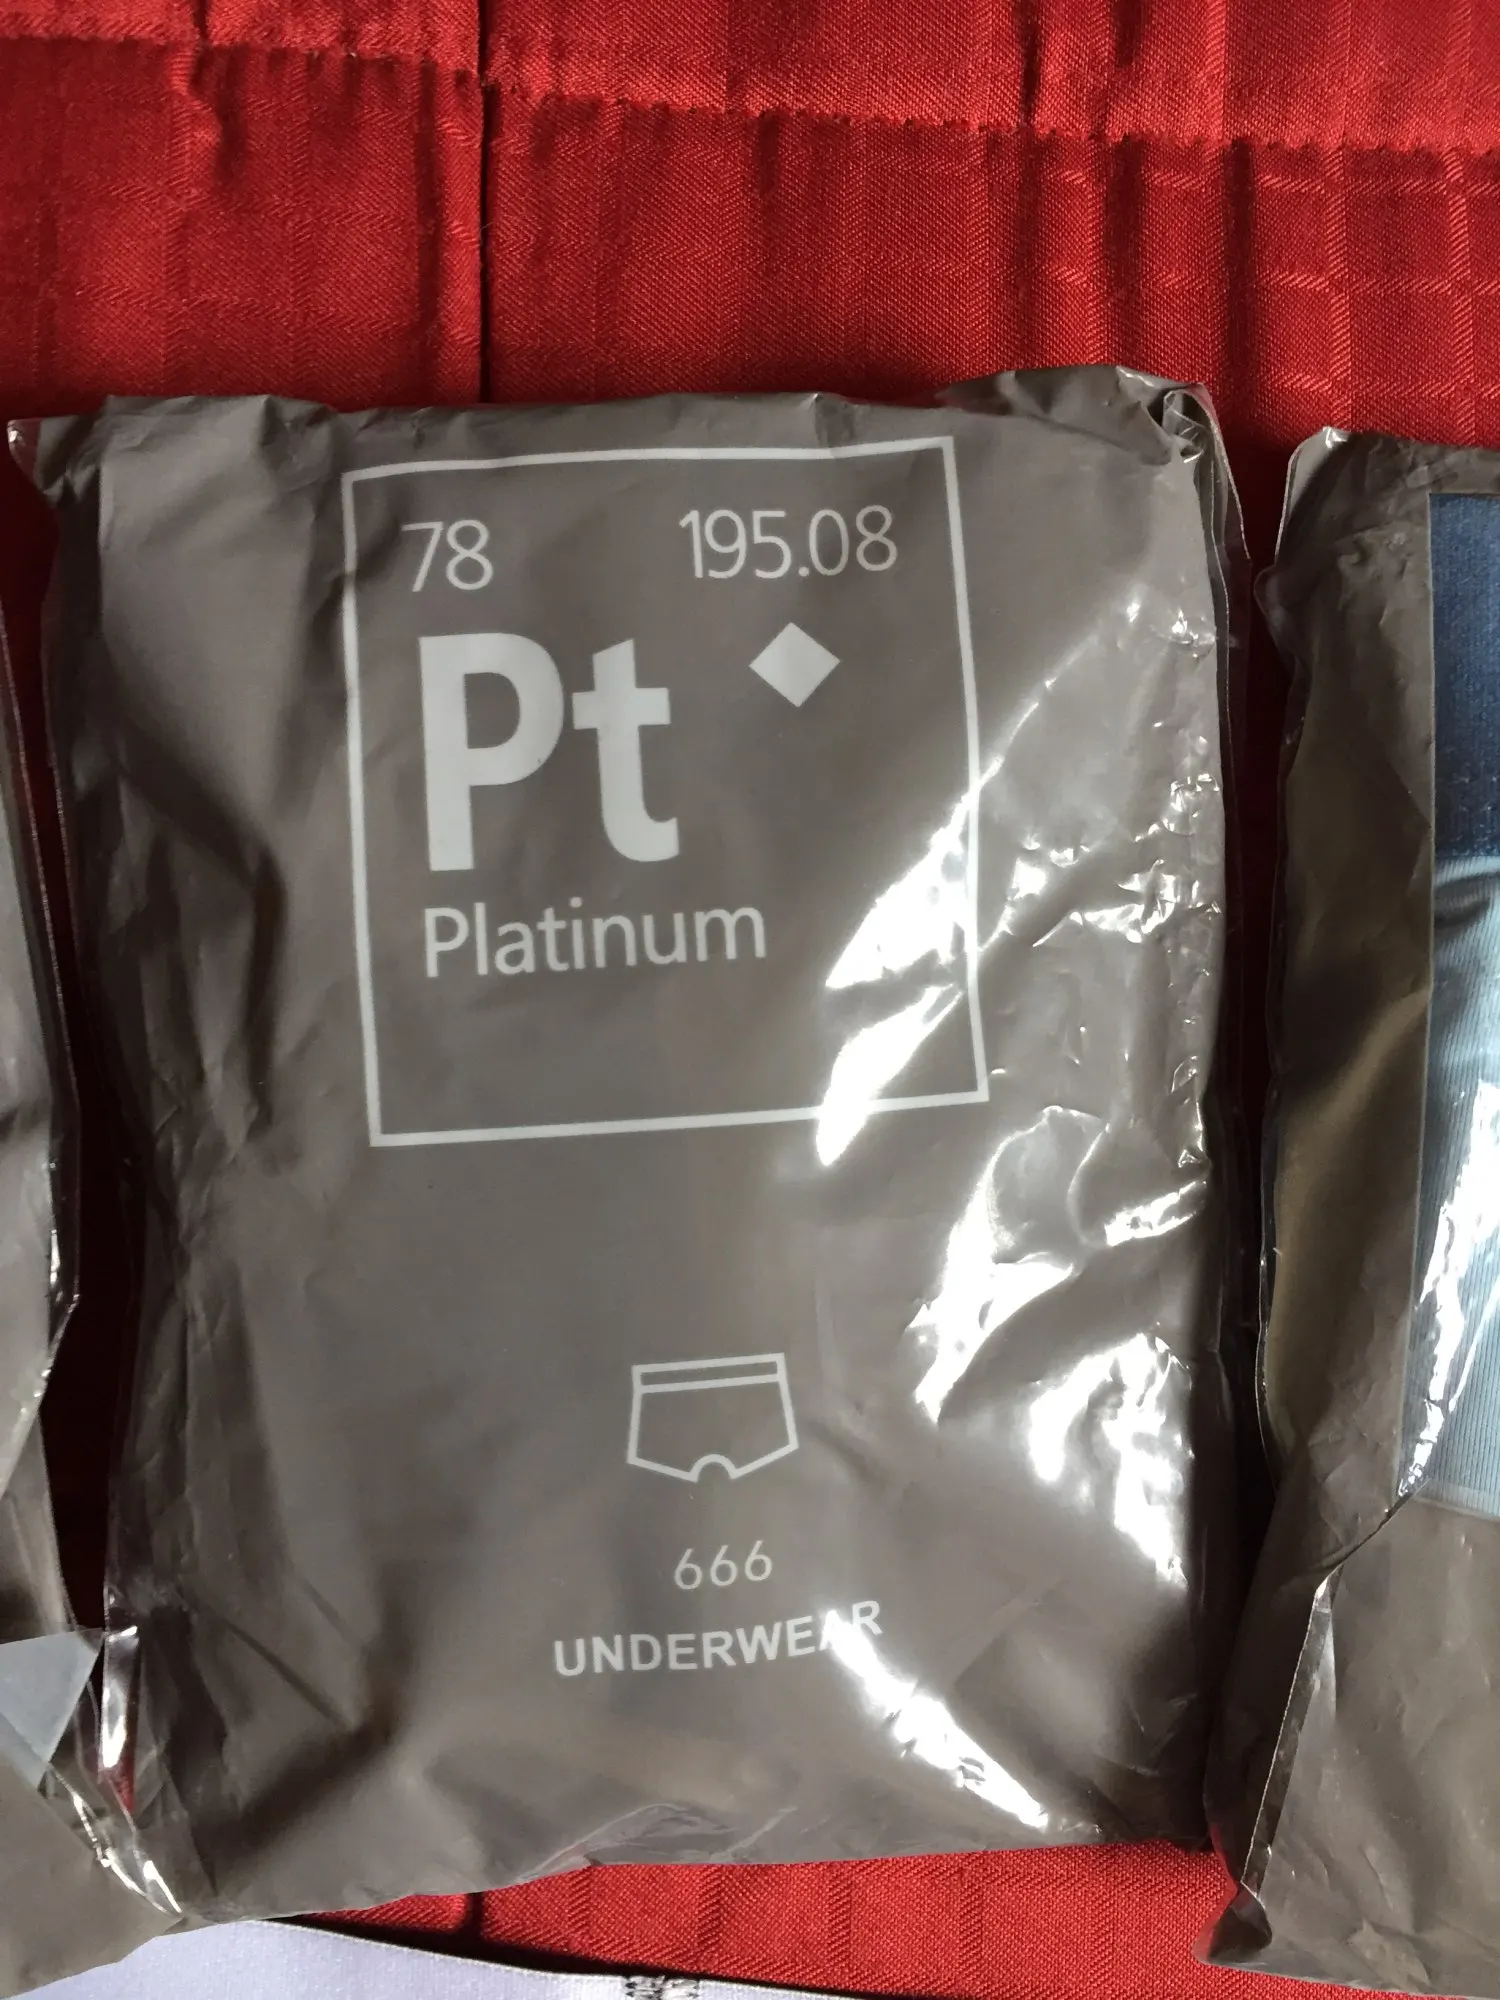 78 195.08
Pt
Platinum
666
UNDERWEAR